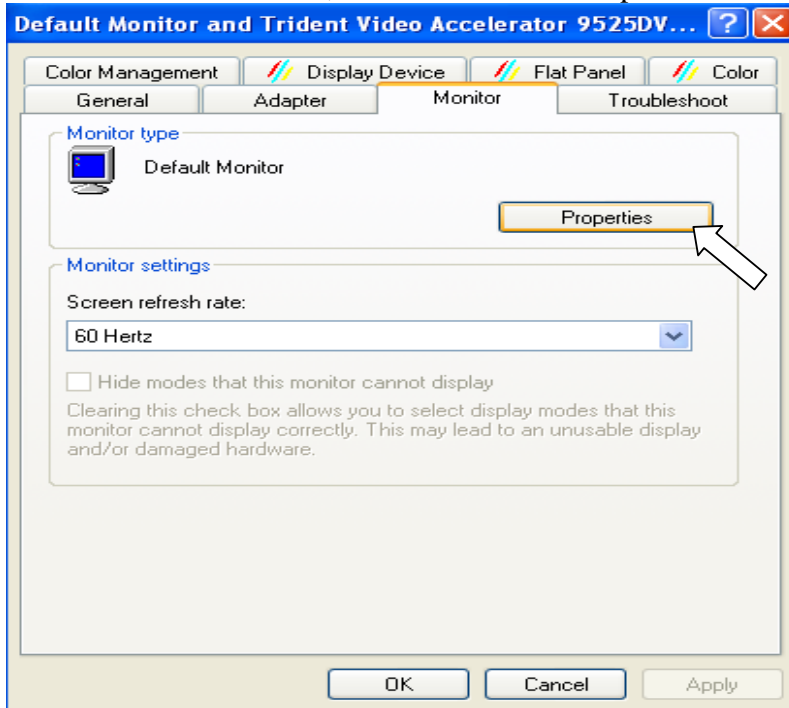 Default Monitor and Trident Video Accelerator 9525DV... ?
Color Management Display Device Flat Panel Color
General Adapter Monitor Troubleshoot
Monitor type
Default Monitor
Properties
Monitor settings
Screen refresh rate:
60 Hertz
Hide modes that this monitor cannot display
Clearing this check box allows you to select display modes that this
monitor cannot display correctly. This may lead to an unusable display
and/or damaged hardware.
OK Cancel Apply